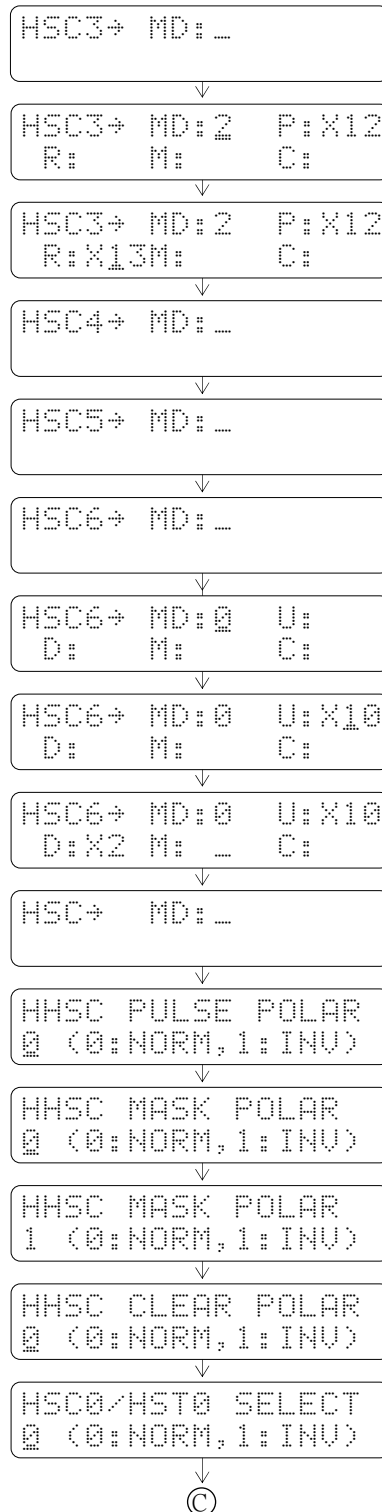 HSC3→ MD:_
HSC3→ MD:2 P:X12
R: M: C:
HSC3→ MD:2 P:X12
R:X13M: C:
HSC4→ MD:_
HSC5→ MD:_
HSC6→ MD:_
HSC6→ MD:0 U:
D: M: C:
HSC6→ MD:0 U:X10
D: M: C:
HSC6→ MD:0 U:X10
D:X2 M: _ C:
HSC→ MD:_
HHSC PULSE POLAR
0 (0:NORM,1:INV)
HHSC MASK POLAR
0 (0:NORM,1:INV)
HHSC MASK POLAR
1 (0:NORM,1:INV)
HHSC CLEAR POLAR
0 (0:NORM,1:INV)
HSC0/HST0 SELECT
0 (0:NORM,1:INV)
C